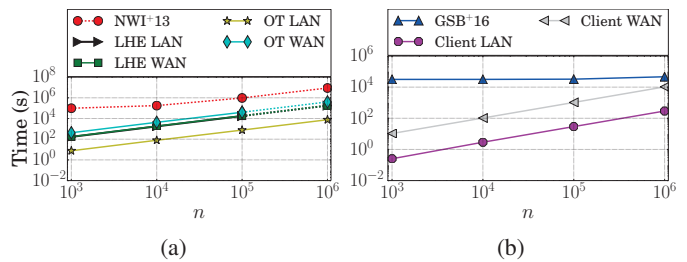 NWI+13
LHE LAN
LHE WAN
OT LAN
OT WAN
Time (s)
10^8
10^6
10^4
10^2
10^0
10^−2
10^3
10^4
10^5
10^6
n
(a)
GSB+16
Client LAN
Client WAN
10^6
10^4
10^2
10^0
10^−2
10^3
10^4
10^5
10^6
n
(b)